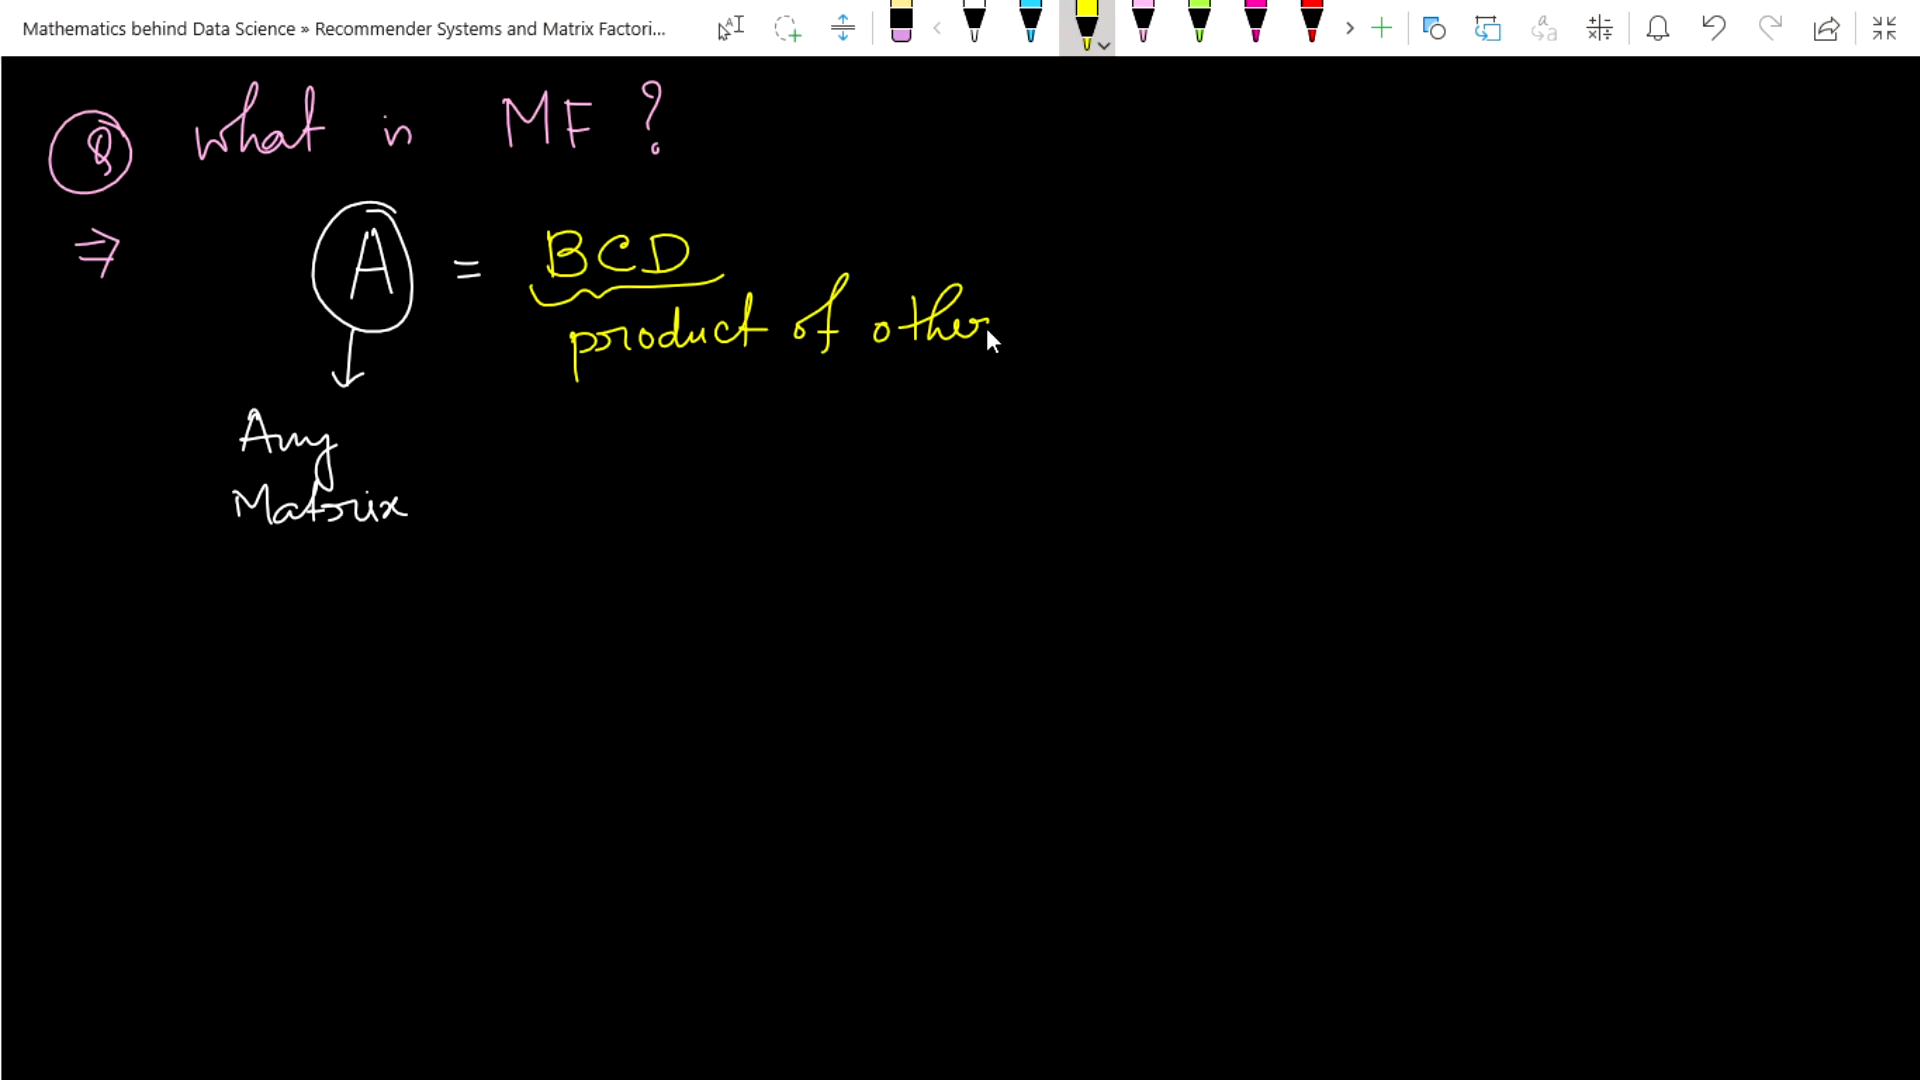 Mathematics behind Data Science » Recommender Systems and Matrix Factori...
Q what is MF ?
⇒ A = BCD
product of other
Any
Matrix